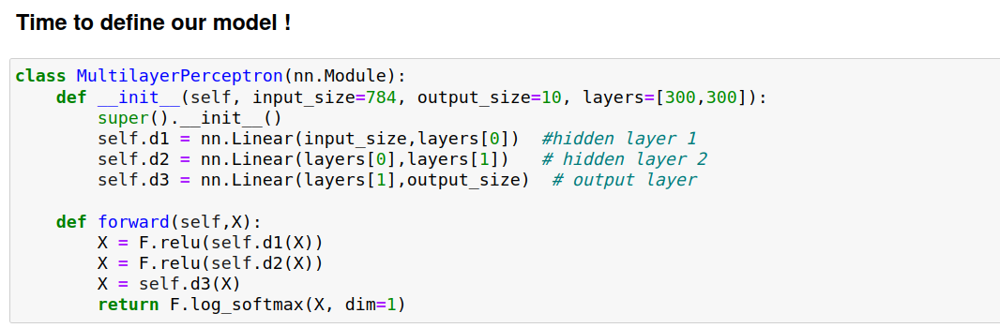 Time to define our model !
class MultilayerPerceptron(nn.Module):
    def __init__(self, input_size=784, output_size=10, layers=[300,300]):
        super().__init__()
        self.d1 = nn.Linear(input_size,layers[0])  #hidden layer 1
        self.d2 = nn.Linear(layers[0],layers[1])   # hidden layer 2
        self.d3 = nn.Linear(layers[1],output_size)  # output layer

    def forward(self,X):
        X = F.relu(self.d1(X))
        X = F.relu(self.d2(X))
        X = self.d3(X)
        return F.log_softmax(X, dim=1)